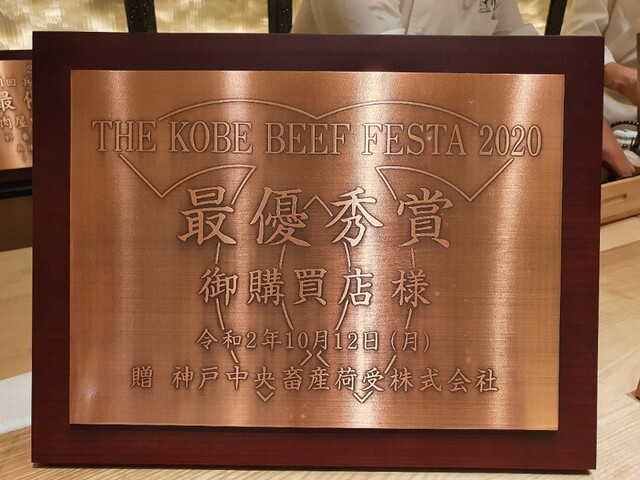 THE KOBE BEEF FESTA 2020
最優秀賞
御購買店様
令和2年10月12日(月)
贈 神戸中央畜産荷受株式会社